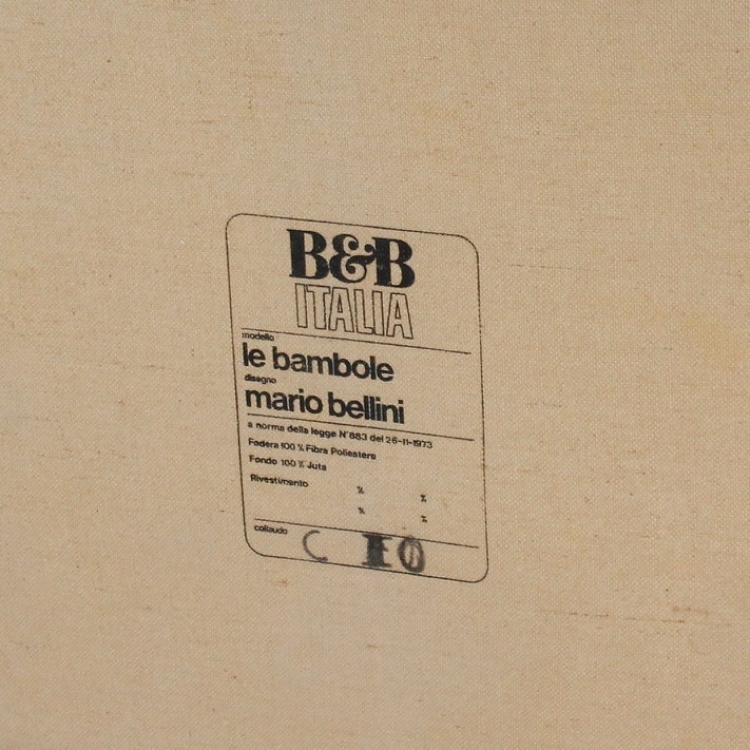 B&B
ITALIA
modello
le bambole
disegno
mario bellini
a norma della legge N°883 del 26-11-1973
Fodera 100 % Fibra Poliestere
Fondo 100 % Juta
Rivestimento % %
% %
collaudo C